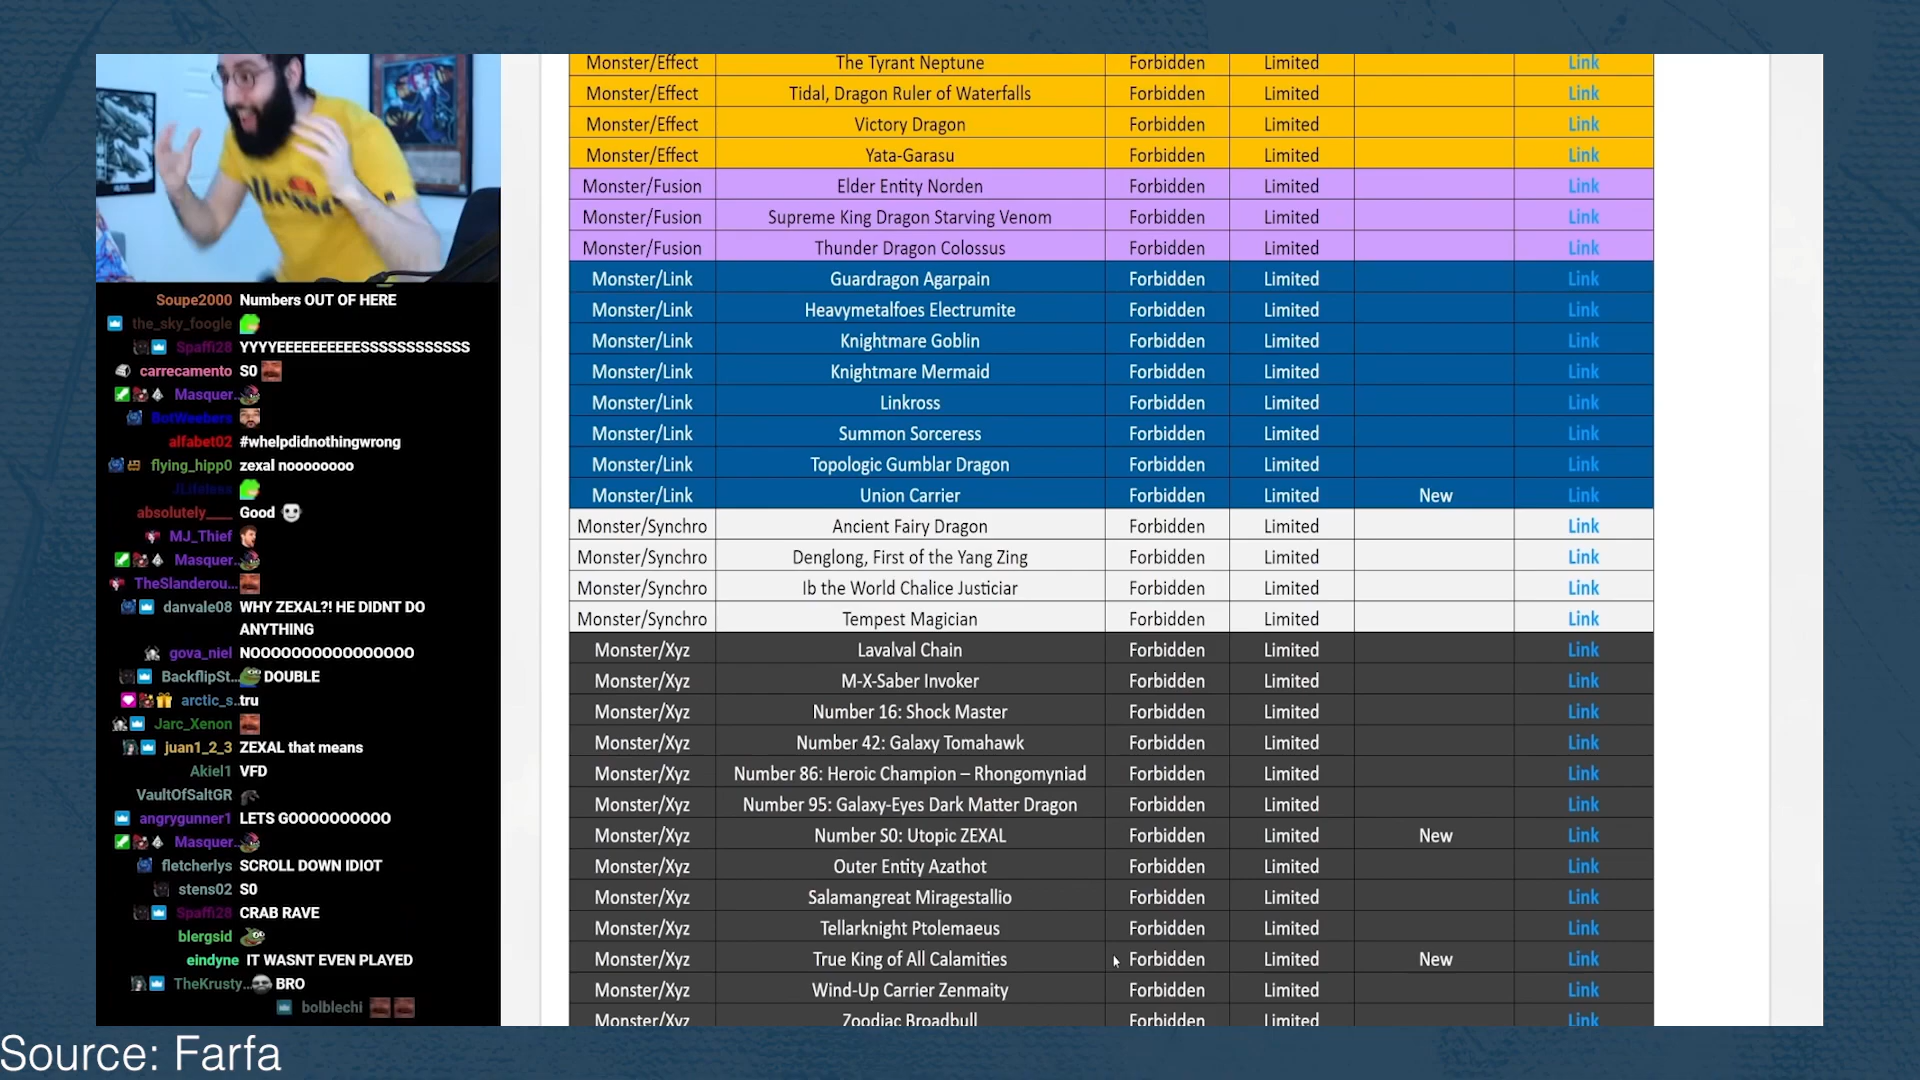 Soupe2000 Numbers OUT OF HERE
the_sky_foogle
Spaffi28 YYYYEEEEEEEEEESSSSSSSSSSSS
carrecamento S0
Masquer..
BotWeebers
alfabet02 #whelpdidnothingwrong
flying_hipp0 zexal noooooooo
JLifeless
absolutely____ Good
MJ_Thief
Masquer..
TheSlanderou...
danvale08 WHY ZEXAL?! HE DIDNT DO
ANYTHING
gova_niel NOOOOOOOOOOOOOOOO
BackflipSt.. DOUBLE
arctic_s.. tru
Jarc_Xenon
juan1_2_3 ZEXAL that means
Akiel1 VFD
VaultOfSaltGR
angrygunner1 LETS GOOOOOOOOOO
Masquer..
fletcherlys SCROLL DOWN IDIOT
stens02 S0
Spaffi28 CRAB RAVE
blergsid
eindyne IT WASNT EVEN PLAYED
TheKrusty... BRO
bolblechi
Monster/Effect The Tyrant Neptune Forbidden Limited Link
Monster/Effect Tidal, Dragon Ruler of Waterfalls Forbidden Limited Link
Monster/Effect Victory Dragon Forbidden Limited Link
Monster/Effect Yata-Garasu Forbidden Limited Link
Monster/Fusion Elder Entity Norden Forbidden Limited Link
Monster/Fusion Supreme King Dragon Starving Venom Forbidden Limited Link
Monster/Fusion Thunder Dragon Colossus Forbidden Limited Link
Monster/Link Guardragon Agarpain Forbidden Limited Link
Monster/Link Heavymetalfoes Electrumite Forbidden Limited Link
Monster/Link Knightmare Goblin Forbidden Limited Link
Monster/Link Knightmare Mermaid Forbidden Limited Link
Monster/Link Linkross Forbidden Limited Link
Monster/Link Summon Sorceress Forbidden Limited Link
Monster/Link Topologic Gumblar Dragon Forbidden Limited Link
Monster/Link Union Carrier Forbidden Limited New Link
Monster/Synchro Ancient Fairy Dragon Forbidden Limited Link
Monster/Synchro Denglong, First of the Yang Zing Forbidden Limited Link
Monster/Synchro Ib the World Chalice Justiciar Forbidden Limited Link
Monster/Synchro Tempest Magician Forbidden Limited Link
Monster/Xyz Lavalval Chain Forbidden Limited Link
Monster/Xyz M-X-Saber Invoker Forbidden Limited Link
Monster/Xyz Number 16: Shock Master Forbidden Limited Link
Monster/Xyz Number 42: Galaxy Tomahawk Forbidden Limited Link
Monster/Xyz Number 86: Heroic Champion – Rhongomyniad Forbidden Limited Link
Monster/Xyz Number 95: Galaxy-Eyes Dark Matter Dragon Forbidden Limited Link
Monster/Xyz Number S0: Utopic ZEXAL Forbidden Limited New Link
Monster/Xyz Outer Entity Azathot Forbidden Limited Link
Monster/Xyz Salamangreat Miragestallio Forbidden Limited Link
Monster/Xyz Tellarknight Ptolemaeus Forbidden Limited Link
Monster/Xyz True King of All Calamities Forbidden Limited New Link
Monster/Xyz Wind-Up Carrier Zenmaity Forbidden Limited Link
Monster/Xyz Zoodiac Broadbull Forbidden Limited Link
Source: Farfa